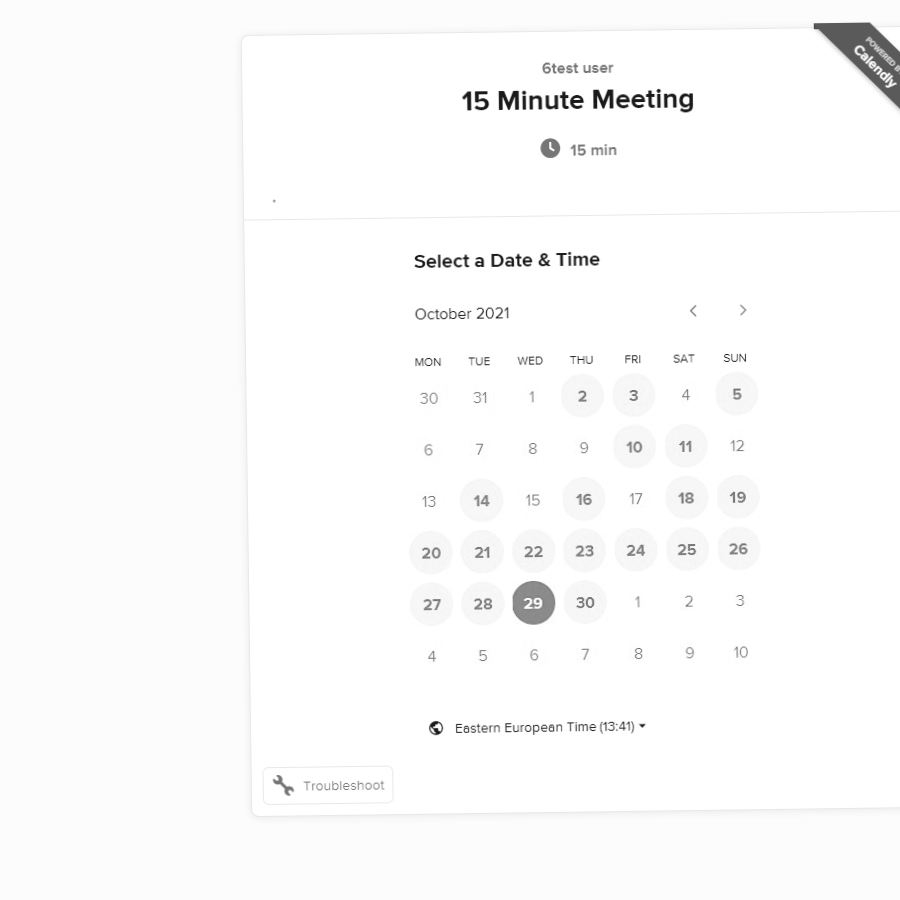 6test user
15 Minute Meeting
15 min
POWERED B
Calendly
.
Select a Date & Time
October 2021
MON TUE WED THU FRI SAT SUN
30 31 1 2 3 4 5
6 7 8 9 10 11 12
13 14 15 16 17 18 19
20 21 22 23 24 25 26
27 28 29 30 1 2 3
4 5 6 7 8 9 10
Eastern European Time (13:41)
Troubleshoot